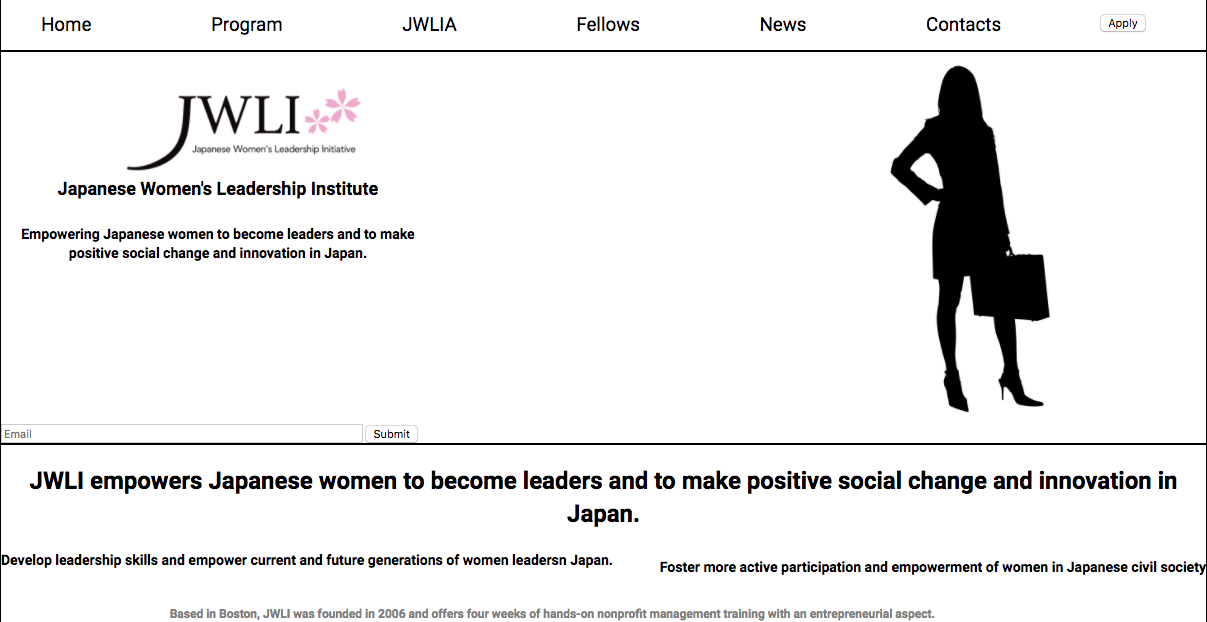 Home Program JWLIA Fellows News Contacts Apply
JWLI
Japanese Women's Leadership Initiative
Japanese Women's Leadership Institute
Empowering Japanese women to become leaders and to make
positive social change and innovation in Japan.
Email Submit
JWLI empowers Japanese women to become leaders and to make positive social change and innovation in
Japan.
Develop leadership skills and empower current and future generations of women leadersn Japan.
Foster more active participation and empowerment of women in Japanese civil society
Based in Boston, JWLI was founded in 2006 and offers four weeks of hands-on nonprofit management training with an entrepreneurial aspect.